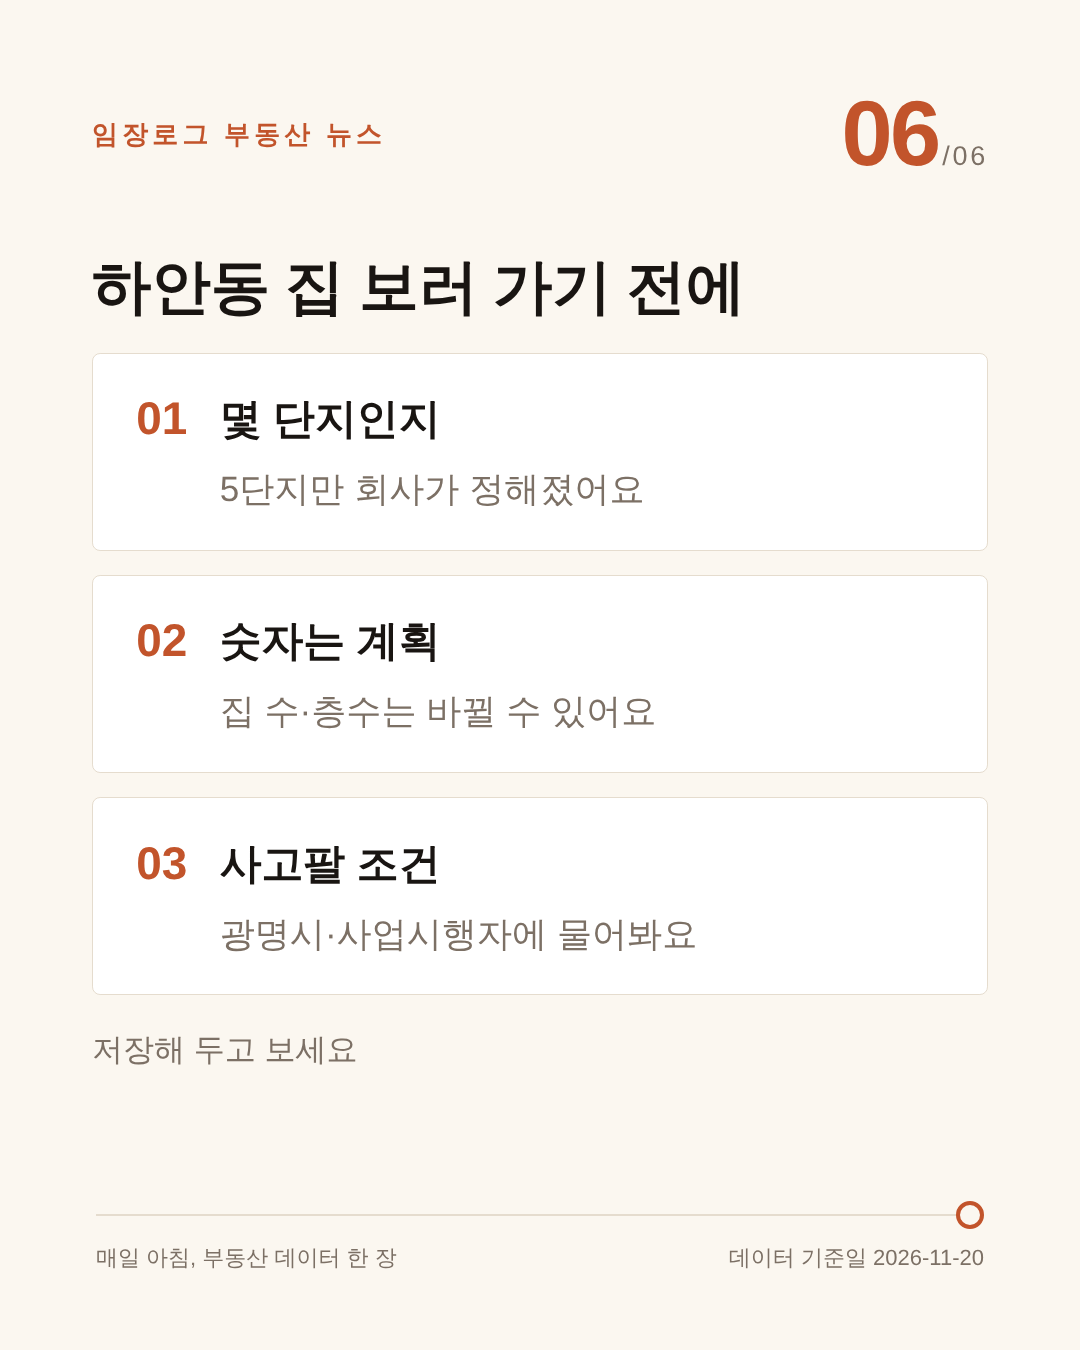 임장로그 부동산 뉴스
06/06
하안동 집 보러 가기 전에
01 몇 단지인지
5단지만 회사가 정해졌어요
02 숫자는 계획
집 수·층수는 바뀔 수 있어요
03 사고팔 조건
광명시·사업시행자에 물어봐요
저장해 두고 보세요
매일 아침, 부동산 데이터 한 장
데이터 기준일 2026-11-20